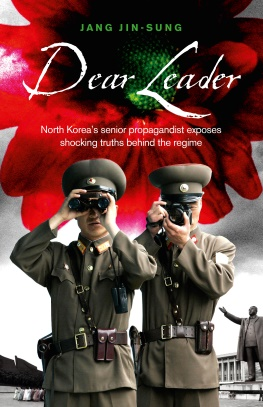 JANG JIN-SUNG
Dear Leader
North Korea's senior propagandist exposes
shocking truths behind the regime